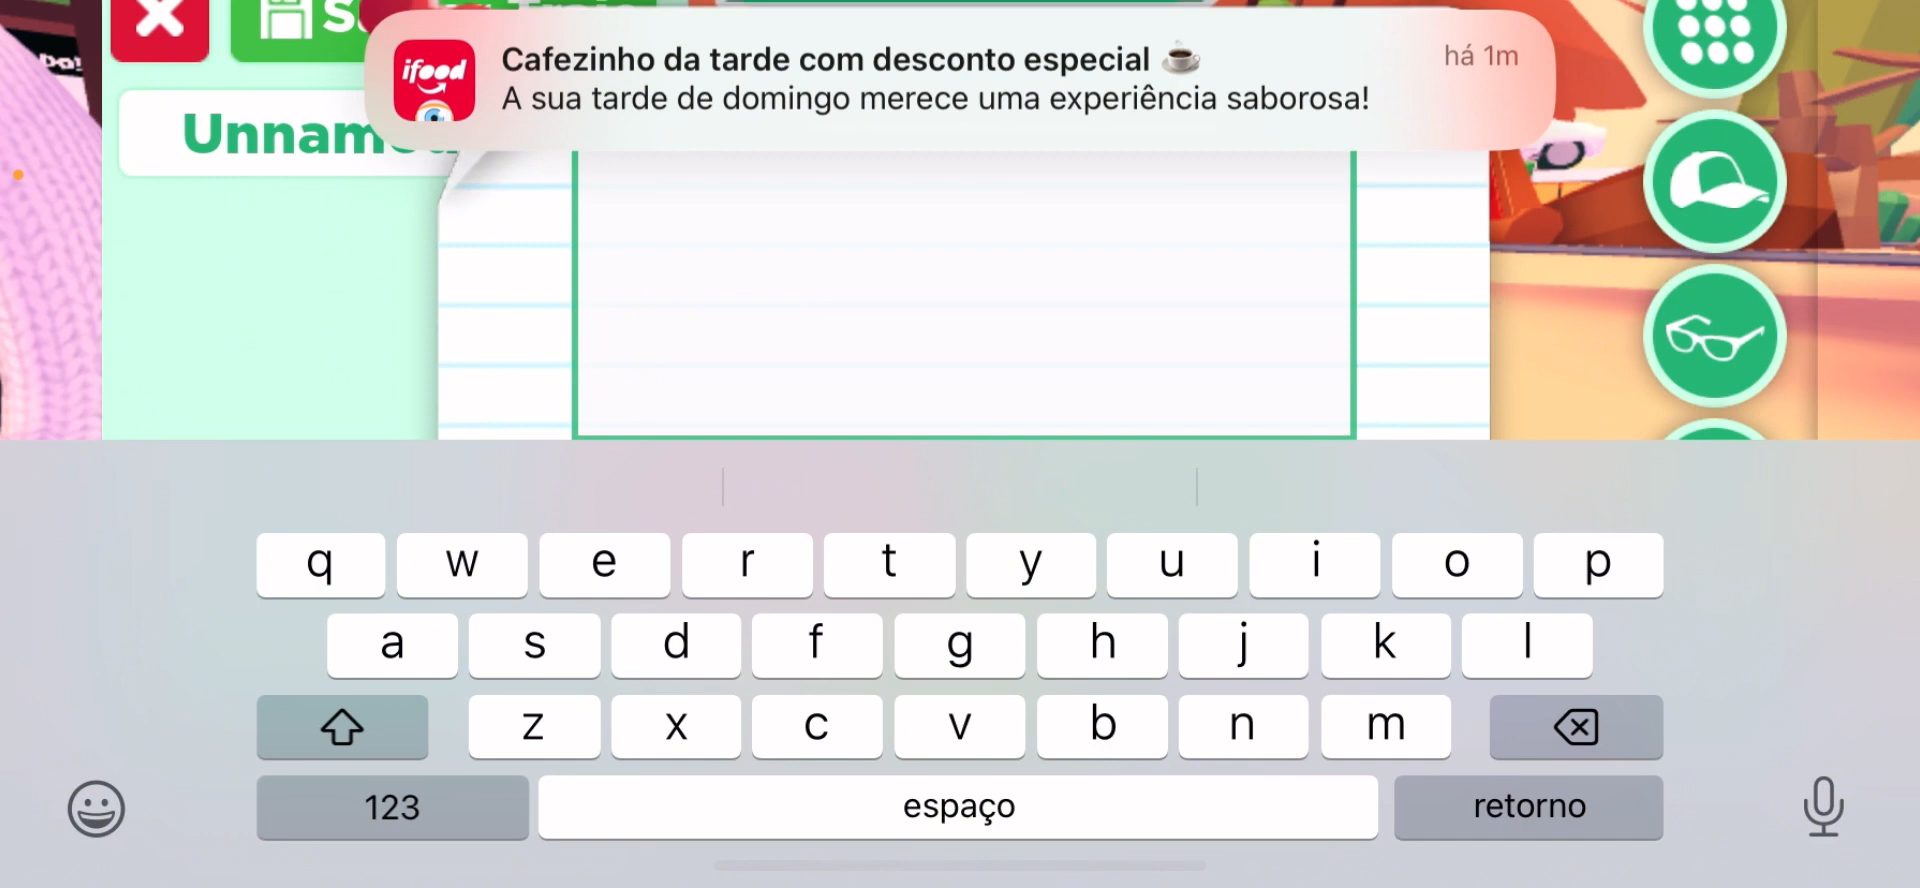 ifood
Cafezinho da tarde com desconto especial
há 1m
A sua tarde de domingo merece uma experiência saborosa!
q w e r t y u i o p
a s d f g h j k l
z x c v b n m
123 espaço retorno